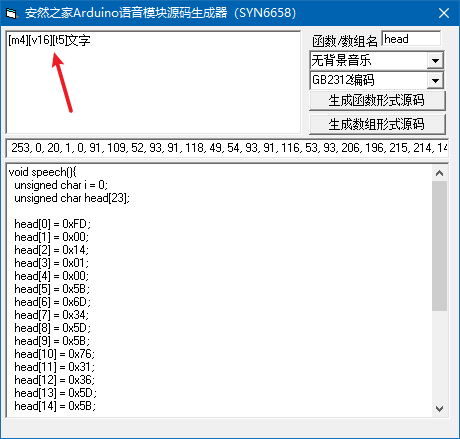 安然之家Arduino语音模块源码生成器（SYN6658）
[m4][v16][t5]文字
函数/数组名 head
无背景音乐
GB2312编码
生成函数形式源码
生成数组形式源码
253, 0, 20, 1, 0, 91, 109, 52, 93, 91, 118, 49, 54, 93, 91, 116, 53, 93, 206, 196, 215, 214, 14
void speech(){
unsigned char i = 0;
unsigned char head[23];
head[0] = 0xFD;
head[1] = 0x00;
head[2] = 0x14;
head[3] = 0x01;
head[4] = 0x00;
head[5] = 0x5B;
head[6] = 0x6D;
head[7] = 0x34;
head[8] = 0x5D;
head[9] = 0x5B;
head[10] = 0x76;
head[11] = 0x31;
head[12] = 0x36;
head[13] = 0x5D;
head[14] = 0x5B;